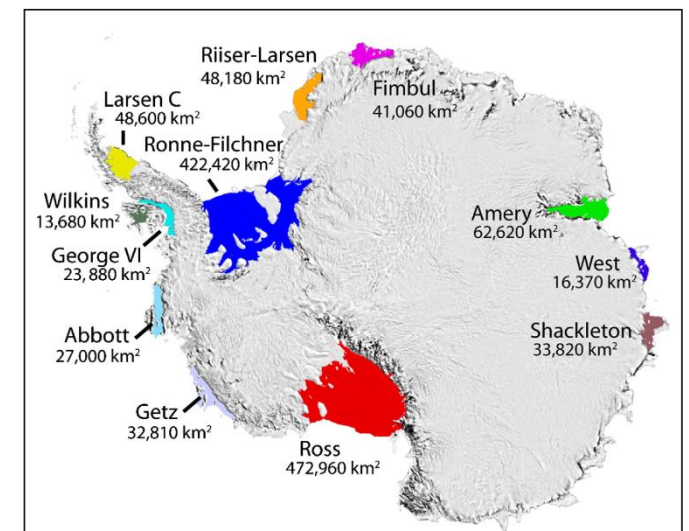 Riiser-Larsen
48,180 km²
Fimbul
41,060 km²
Larsen C
48,600 km²
Ronne-Filchner
422,420 km²
Wilkins
13,680 km²
George VI
23,880 km²
Amery
62,620 km²
West
16,370 km²
Abbott
27,000 km²
Shackleton
33,820 km²
Getz
32,810 km²
Ross
472,960 km²